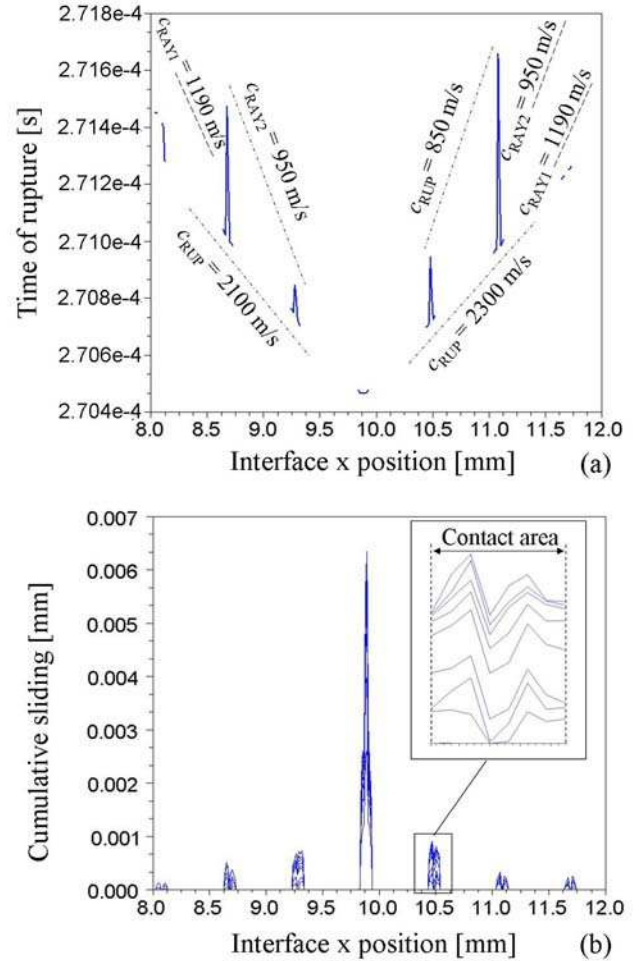 2.718e-4
2.716e-4
2.714e-4
2.712e-4
2.710e-4
2.708e-4
2.706e-4
2.704e-4
Time of rupture [s]
cRAY1 = 1190 m/s
cRAY2 = 950 m/s
cRUP = 2100 m/s
cRUP = 850 m/s
cRAY2 = 950 m/s
cRAY1 = 1190 m/s
cRUP = 2300 m/s
8.0 8.5 9.0 9.5 10.0 10.5 11.0 11.5 12.0
Interface x position [mm] (a)
0.007
0.006
0.005
0.004
0.003
0.002
0.001
0.000
Cumulative sliding [mm]
Contact area
8.0 8.5 9.0 9.5 10.0 10.5 11.0 11.5 12.0
Interface x position [mm] (b)